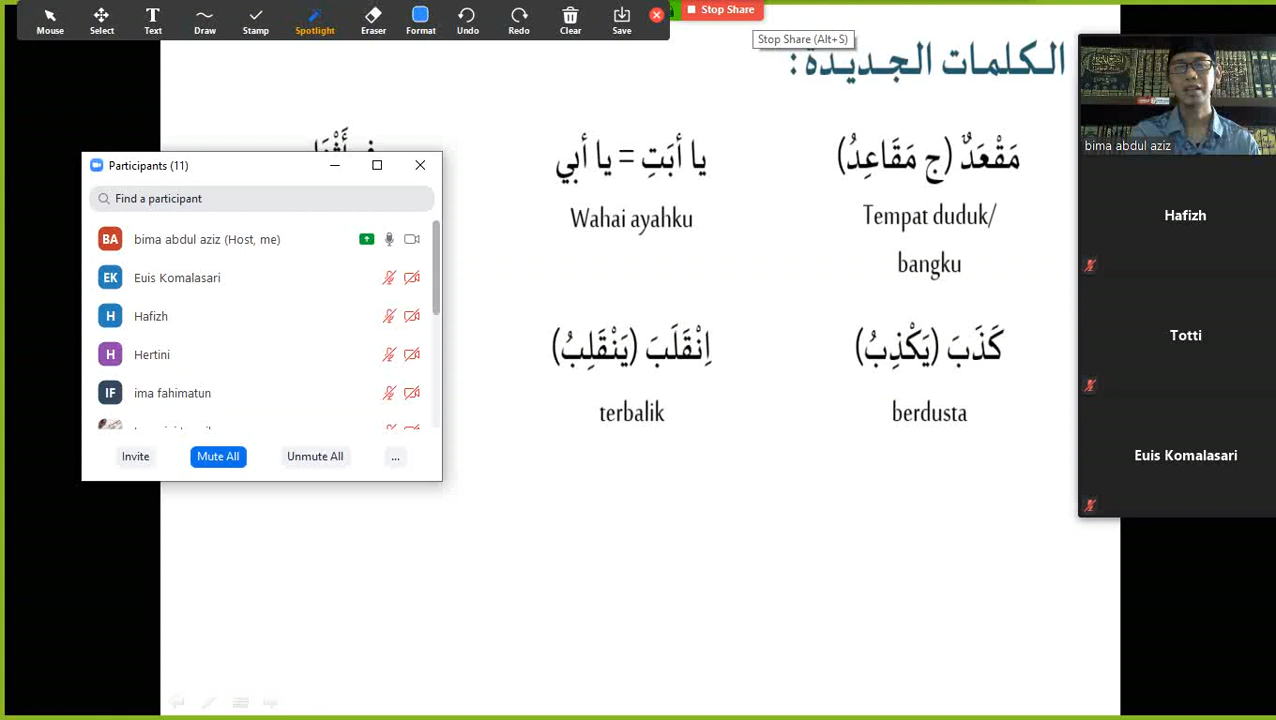 Mouse
Select
Text
Draw
Stamp
Spotlight
Eraser
Format
Undo
Redo
Clear
Save
Stop Share
Stop Share (Alt+S)
الكلمات الجديدة :
مَقْعَدٌ (ج مَقَاعِدُ)
يا أَبَتِ = يا أبي
Tempat duduk/
bangku
Wahai ayahku
كَذَبَ (يَكْذِبُ)
اِنْقَلَبَ (يَنْقَلِبُ)
berdusta
terbalik
Participants (11)
Find a participant
BA bima abdul aziz (Host, me)
EK Euis Komalasari
H Hafizh
H Hertini
IF ima fahimatun
Invite
Mute All
Unmute All
...
bima abdul aziz
Hafizh
Totti
Euis Komalasari